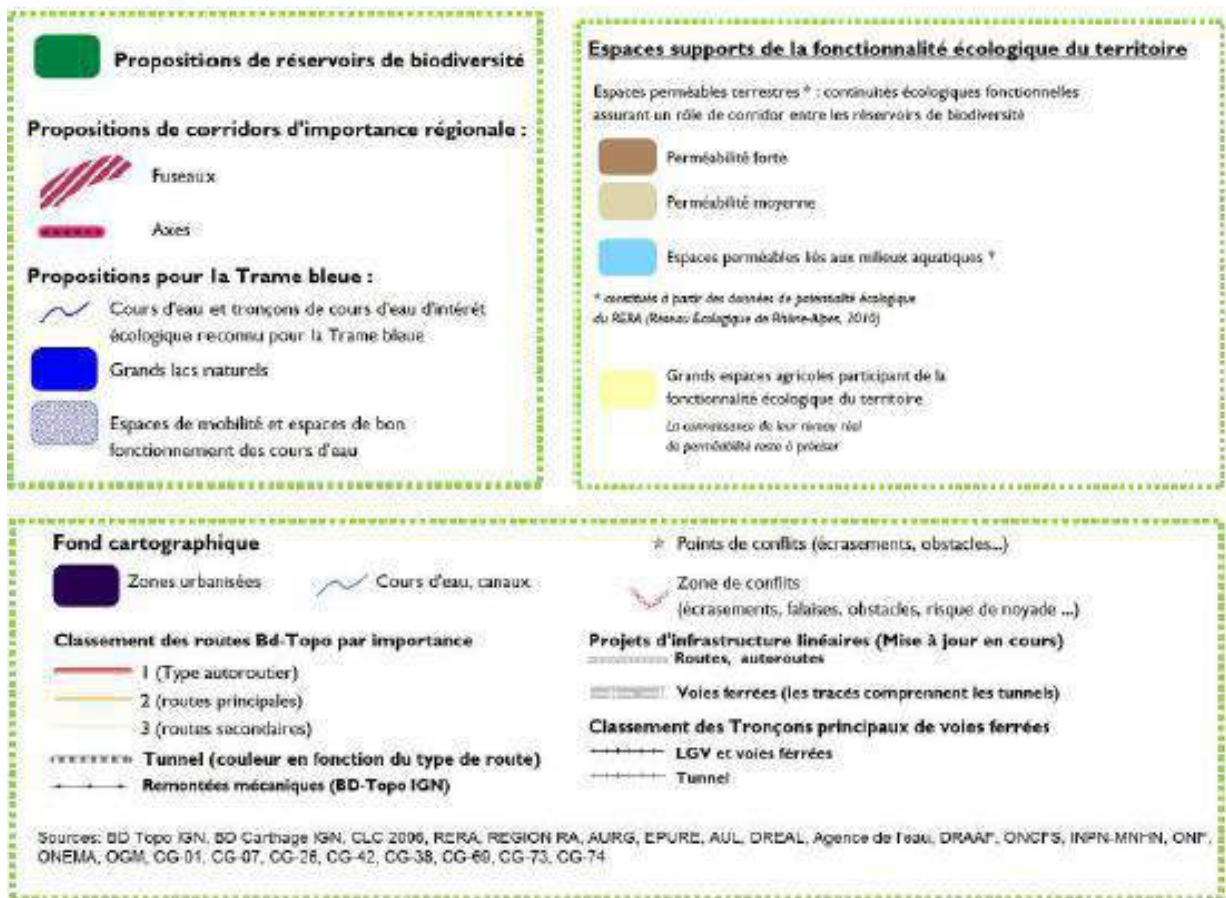 Propositions de réservoirs de biodiversité
Propositions de corridors d'importance régionale :
Fuseaux
Axes
Propositions pour la Trame bleue :
Cours d'eau et tronçons de cours d'eau d'intérêt
écologique reconnu pour la Trame bleue
Grands lacs naturels
Espaces de mobilité et espaces de bon
fonctionnement des cours d'eau
Espaces supports de la fonctionnalité écologique du territoire
Espaces perméables terrestres * : continuités écologiques fonctionnelles
assurant un rôle de corridor entre les réservoirs de biodiversité
Perméabilité forte
Perméabilité moyenne
Espaces perméables liés aux milieux aquatiques *
* constitués à partir des données de potentialité écologique
du RERA (Réseau Ecologique de Rhône-Alpes, 2010)
Grands espaces agricoles participant de la
fonctionnalité écologique du territoire
La connaissance de leur niveau réel
de perméabilité reste à préciser
Fond cartographique
Zones urbanisées
Cours d'eau, canaux
Points de conflits (écrasements, obstacles...)
Zone de conflits
(écrasements, falaises, obstacles, risque de noyade ...)
Classement des routes Bd-Topo par importance
1 (Type autoroutier)
2 (routes principales)
3 (routes secondaires)
Tunnel (couleur en fonction du type de route)
Remontées mécaniques (BD-Topo IGN)
Projets d'infrastructure linéaires (Mise à jour en cours)
Routes, autoroutes
Voies ferrées (les tracés comprennent les tunnels)
Classement des Tronçons principaux de voies ferrées
LGV et voies ferrées
Tunnel
Sources: BD Topo IGN, BD Carthage IGN, CLC 2006, RERA, REGION RA, AURG, EPURE, AUL, DREAL, Agence de l'eau, DRAAF, ONCFS, INPN-MNHN, ONF,
ONEMA, OGM, CG-01, CG-07, CG-26, CG-42, CG-38, CG-69, CG-73, CG-74